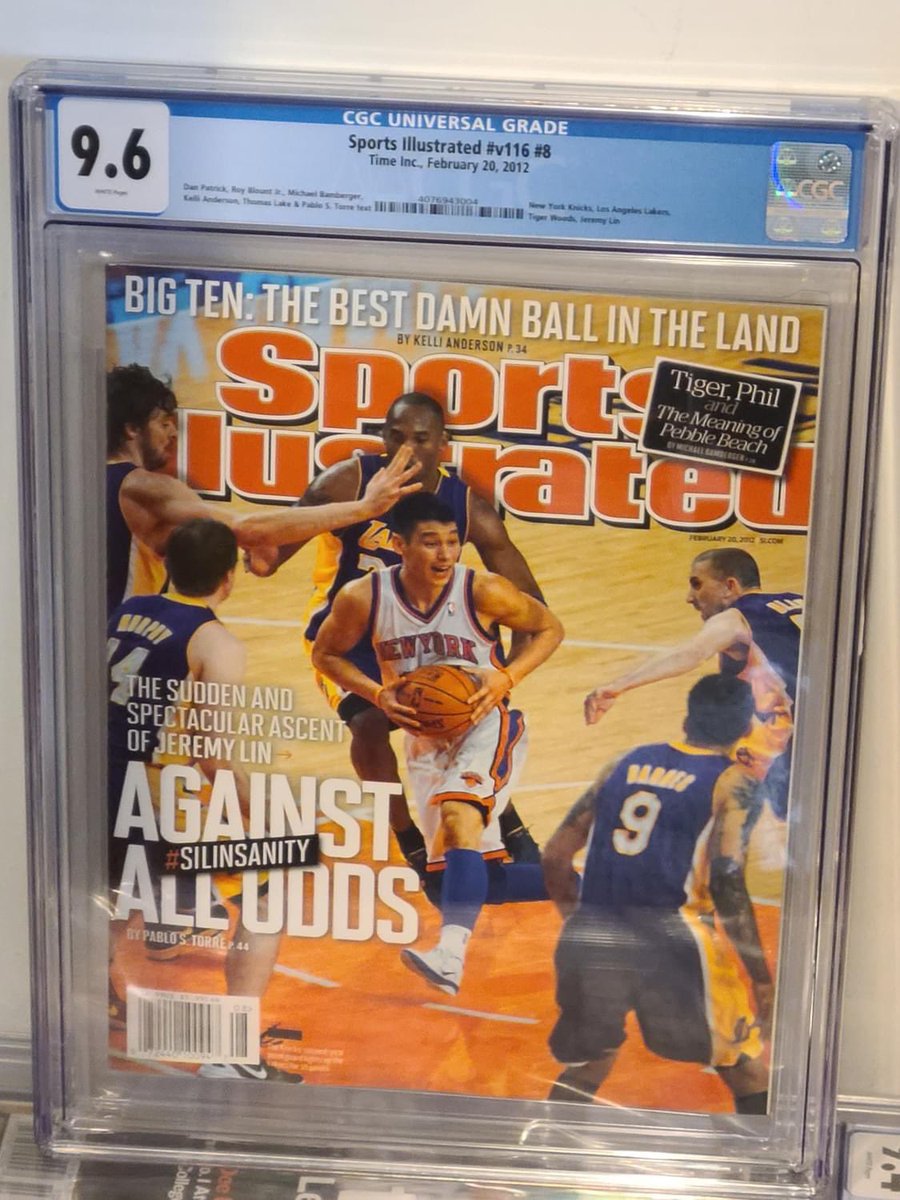 CGC UNIVERSAL GRADE
9.6
WHITE Pages
Sports Illustrated #v116 #8
Time Inc., February 20, 2012
Dan Patrick, Roy Blount Jr., Michael Bamberger,
Kelli Anderson, Thomas Lake & Pablo S. Torre text
4076943004
New York Knicks, Los Angeles Lakers,
Tiger Woods, Jeremy Lin
CGC
BIG TEN: THE BEST DAMN BALL IN THE LAND
BY KELLI ANDERSON P.34
Sports
Illustrated
Tiger, Phil
and
The Meaning of
Pebble Beach
BY MICHAEL BAMBERGER
FEBRUARY 20, 2012 SI.COM
MURPHY
NEW YORK
THE SUDDEN AND
SPECTACULAR ASCENT
OF JEREMY LIN
AGAINST
#SILINSANITY
ALL ODDS
BY PABLO S. TORRE P.44
BARNES
9
7.4